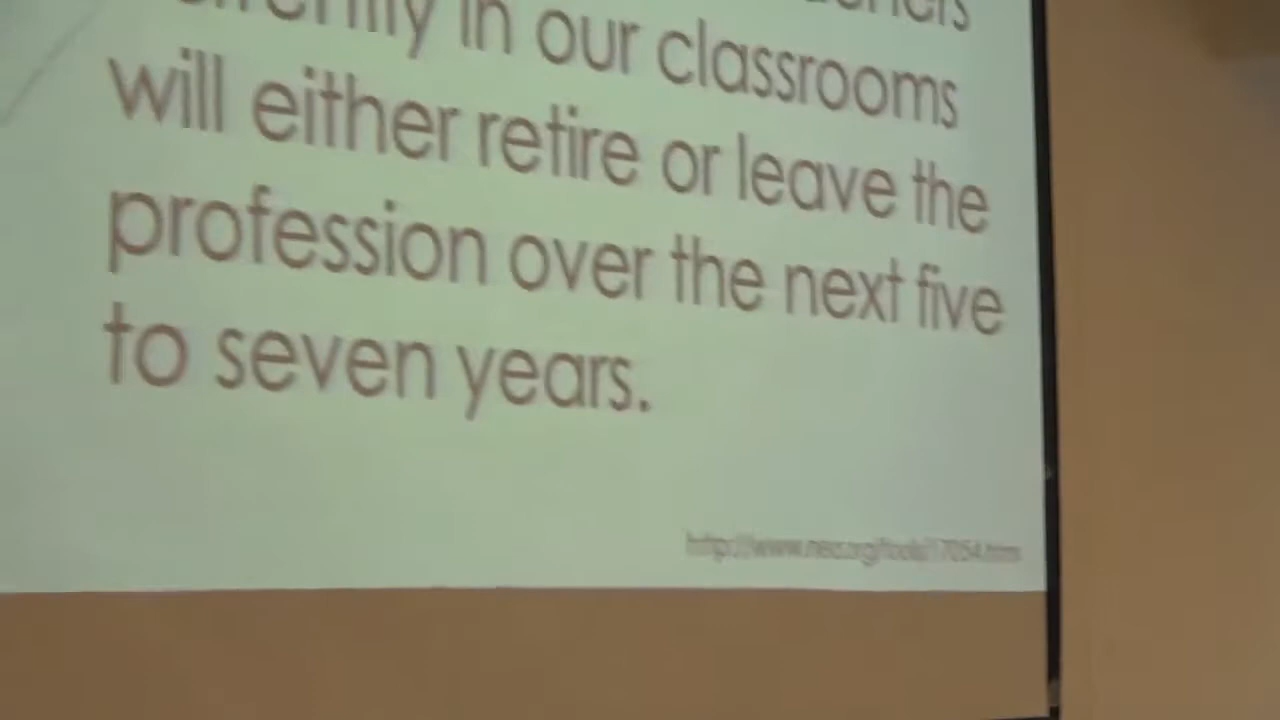 in our classrooms
will either retire or leave the
profession over the next five
to seven years.